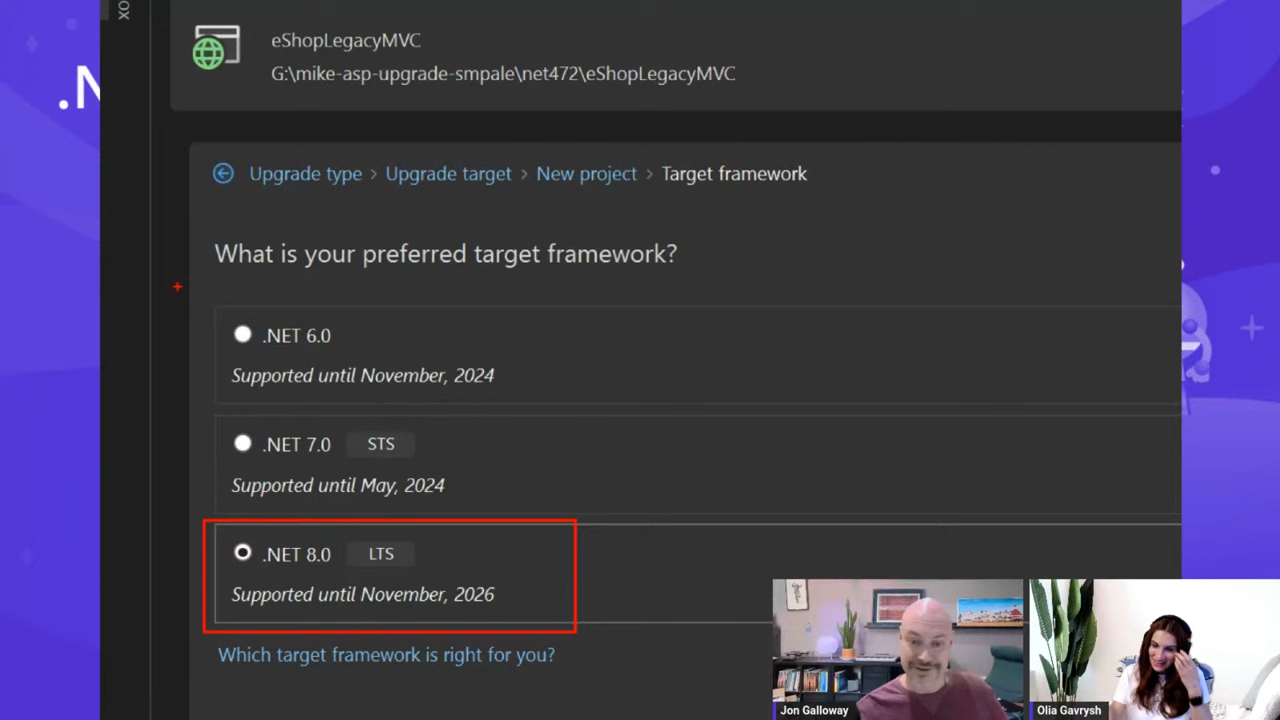 ox
eShopLegacyMVC
G:\mike-asp-upgrade-smpale\net472\eShopLegacyMVC
.N
Upgrade type > Upgrade target > New project > Target framework
What is your preferred target framework?
.NET 6.0
Supported until November, 2024
.NET 7.0 STS
Supported until May, 2024
.NET 8.0 LTS
Supported until November, 2026
Which target framework is right for you?
Jon Galloway
Olia Gavrysh